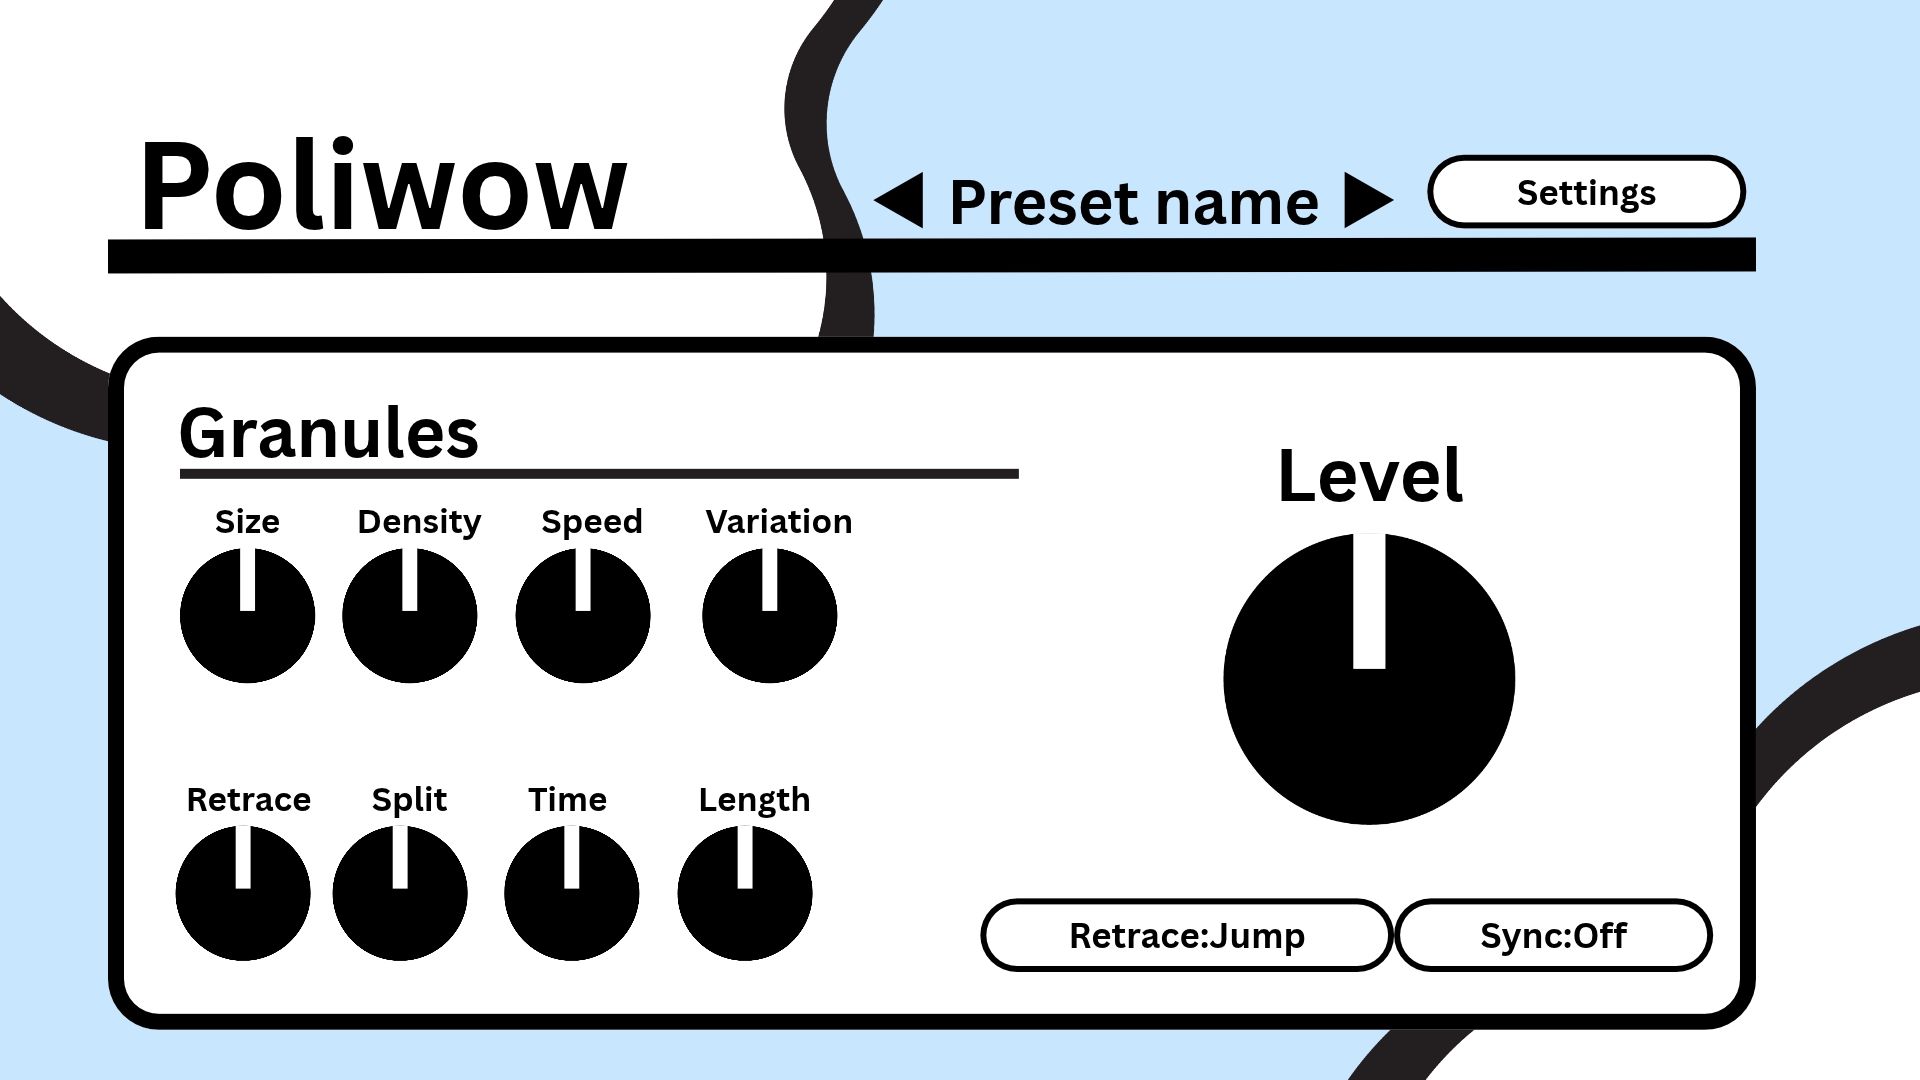 Poliwow
Preset name
Settings
Granules
Level
Size Density Speed Variation
Retrace Split Time Length
Retrace:Jump
Sync:Off